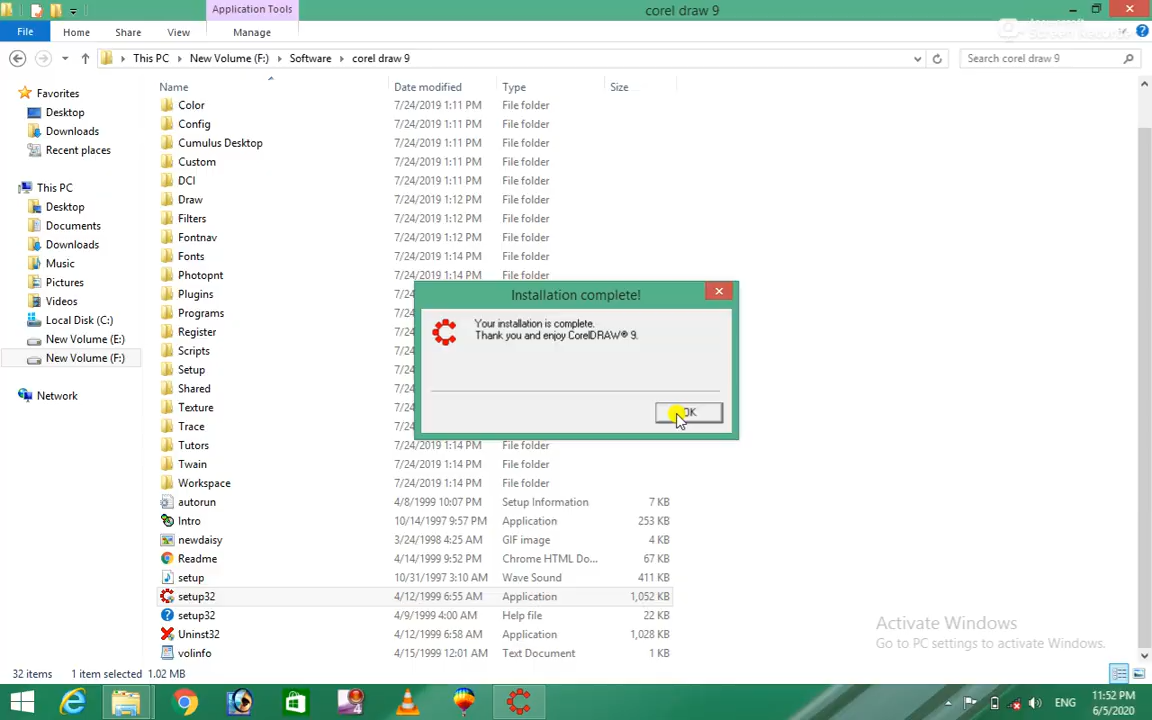 Application Tools
corel draw 9
File
Home
Share
View
Manage
This PC
New Volume (F:)
Software
corel draw 9
Search corel draw 9
Name
Date modified
Type
Size
Favorites
Desktop
Downloads
Recent places
This PC
Desktop
Documents
Downloads
Music
Pictures
Videos
Local Disk (C:)
New Volume (E:)
New Volume (F:)
Network
Color 7/24/2019 1:11 PM File folder
Config 7/24/2019 1:11 PM File folder
Cumulus Desktop 7/24/2019 1:11 PM File folder
Custom 7/24/2019 1:11 PM File folder
DCI 7/24/2019 1:11 PM File folder
Draw 7/24/2019 1:12 PM File folder
Filters 7/24/2019 1:12 PM File folder
Fontnav 7/24/2019 1:12 PM File folder
Fonts 7/24/2019 1:14 PM File folder
Photopnt 7/24/2019 1:14 PM File folder
Plugins 7/24
Programs 7/24
Register 7/24
Scripts 7/24
Setup 7/24
Shared 7/24
Texture 7/24
Trace 7/24
Tutors 7/24/2019 1:14 PM File folder
Twain 7/24/2019 1:14 PM File folder
Workspace 7/24/2019 1:14 PM File folder
autorun 4/8/1999 10:07 PM Setup Information 7 KB
Intro 10/14/1997 9:57 PM Application 253 KB
newdaisy 3/24/1998 4:25 AM GIF image 4 KB
Readme 4/14/1999 9:52 PM Chrome HTML Do... 67 KB
setup 10/31/1997 3:10 AM Wave Sound 411 KB
setup32 4/12/1999 6:55 AM Application 1,052 KB
setup32 4/9/1999 4:00 AM Help file 22 KB
Uninst32 4/12/1999 6:58 AM Application 1,028 KB
volinfo 4/15/1999 12:01 AM Text Document 1 KB
Installation complete!
Your installation is complete.
Thank you and enjoy CorelDRAW® 9.
OK
Activate Windows
Go to PC settings to activate Windows.
32 items 1 item selected 1.02 MB
ENG
11:52 PM
6/5/2020